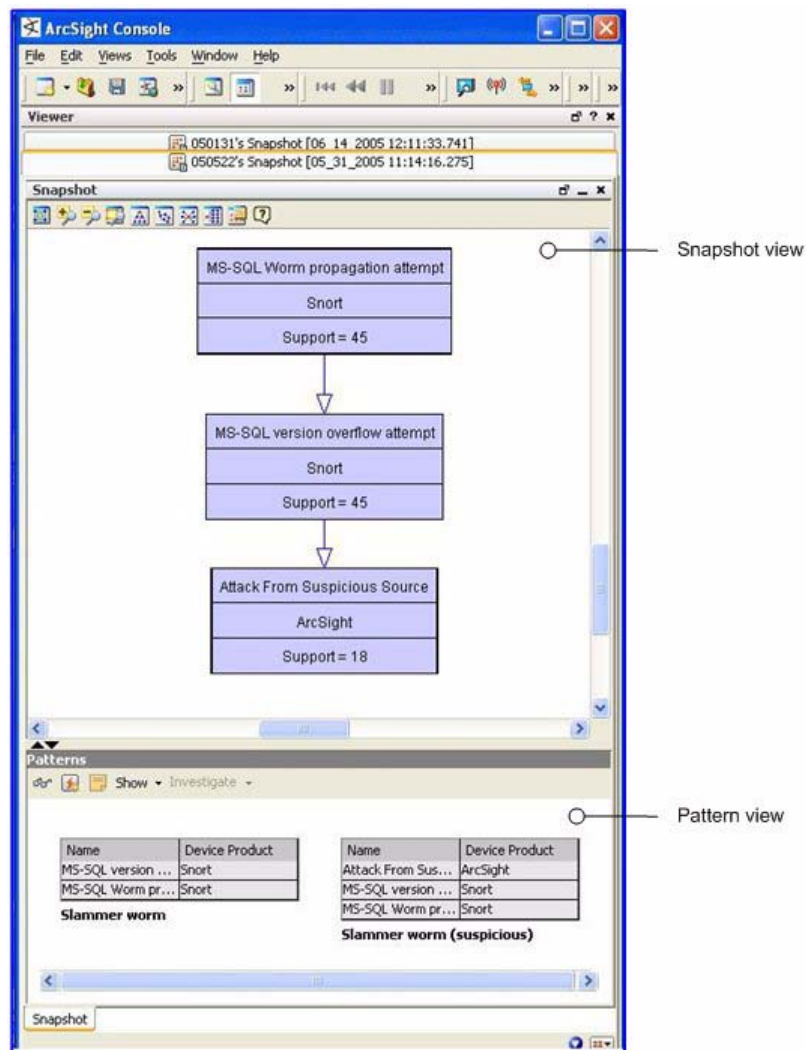 ArcSight Console
File Edit Views Tools Window Help
Viewer
050131's Snapshot [06_14_2005 12:11:33.741]
050522's Snapshot [05_31_2005 11:14:16.275]
Snapshot
MS-SQL Worm propagation attempt
Snort
Support = 45
MS-SQL version overflow attempt
Snort
Support = 45
Attack From Suspicious Source
ArcSight
Support = 18
Snapshot view
Patterns
Show Investigate
Pattern view
Name Device Product
MS-SQL version ... Snort
MS-SQL Worm pr... Snort
Slammer worm
Name Device Product
Attack From Sus... ArcSight
MS-SQL version ... Snort
MS-SQL Worm pr... Snort
Slammer worm (suspicious)
Snapshot